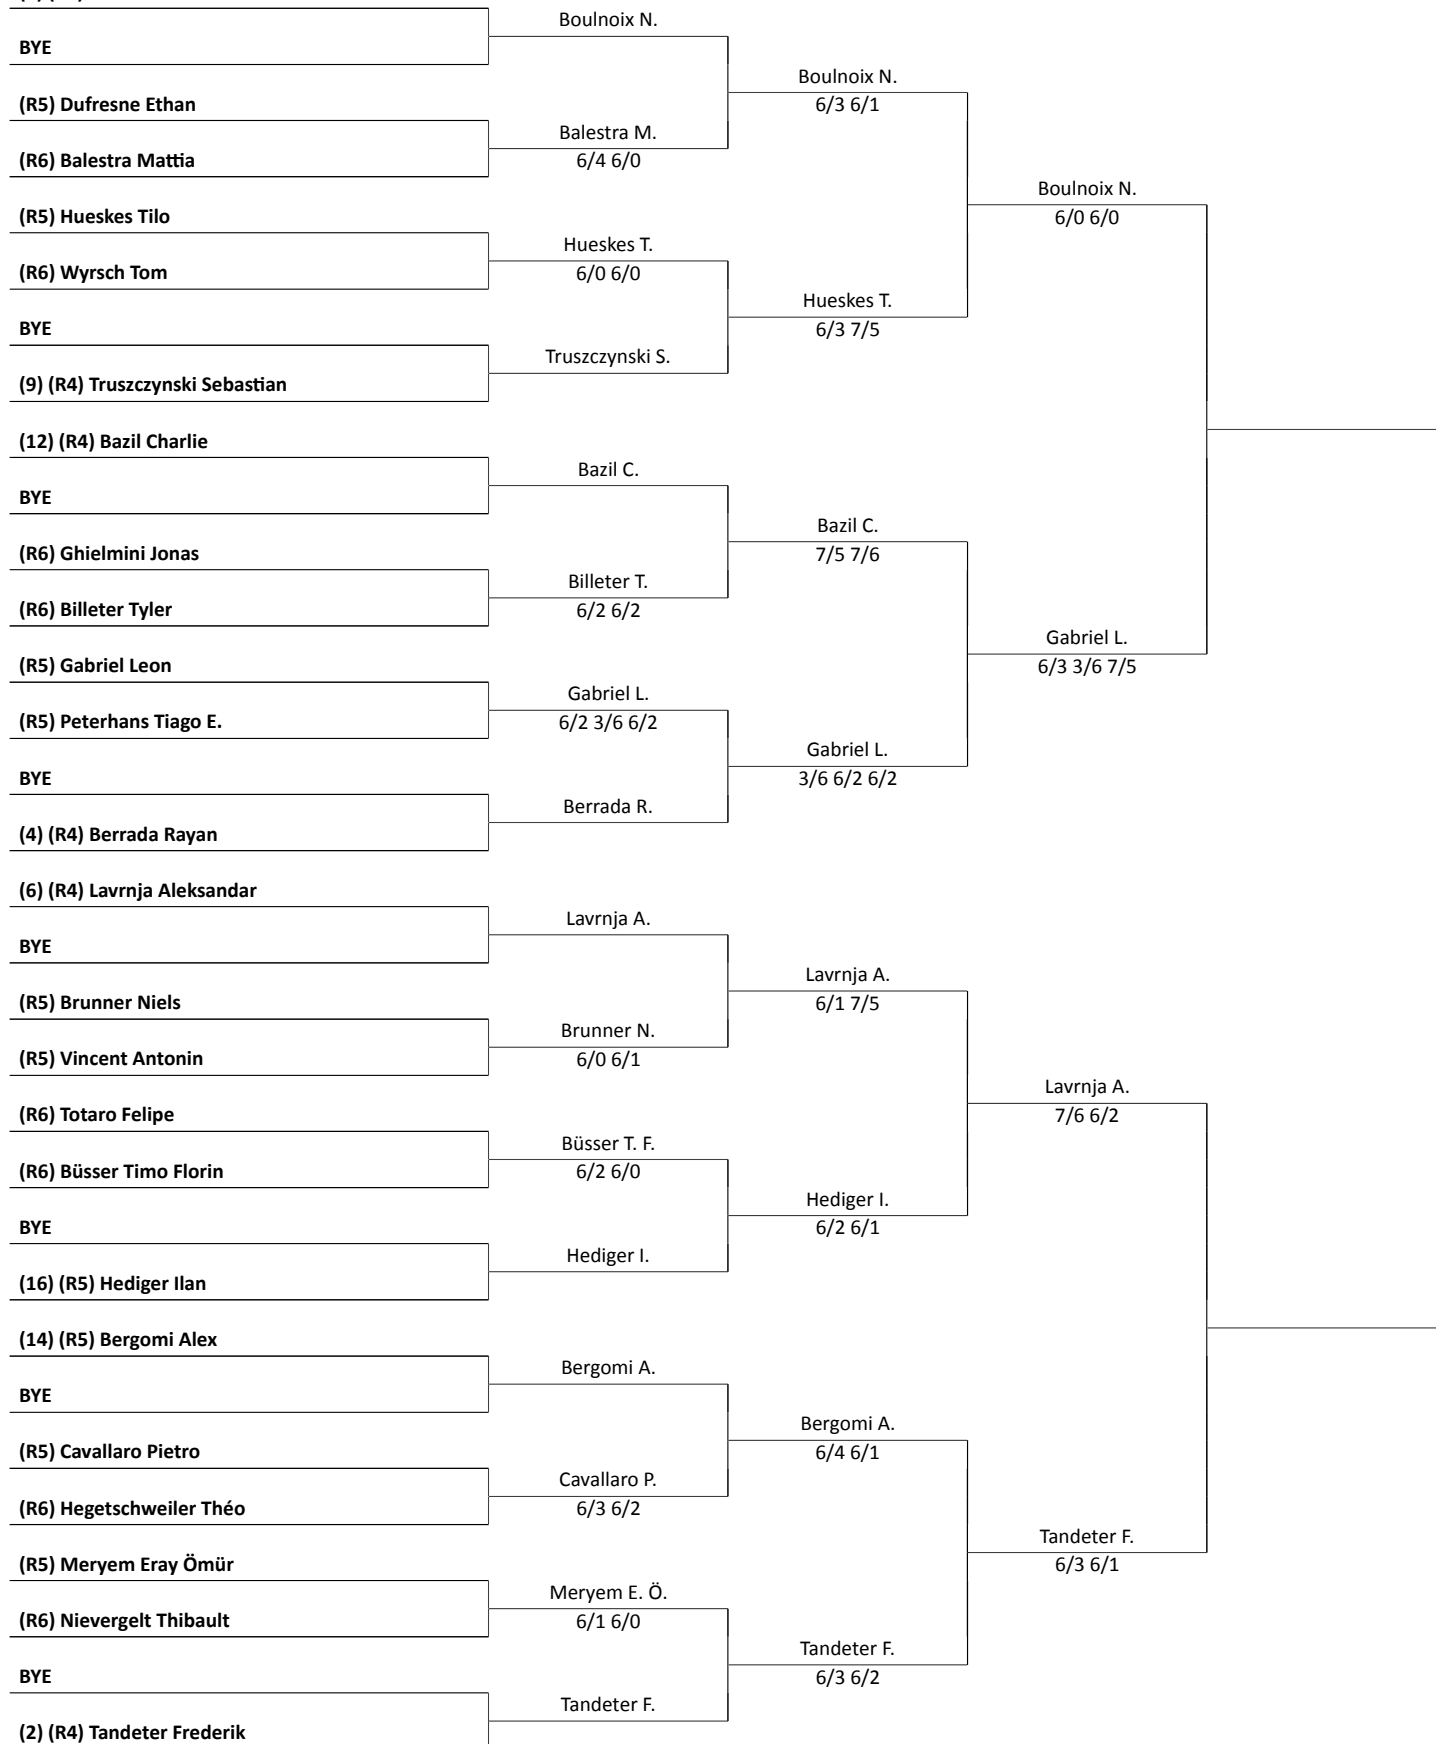 Boulnoix N.
BYE
Boulnoix N.
6/3 6/1
(R5) Dufresne Ethan
Balestra M.
6/4 6/0
(R6) Balestra Mattia
Boulnoix N.
6/0 6/0
(R5) Hueskes Tilo
Hueskes T.
6/0 6/0
(R6) Wyrsch Tom
Hueskes T.
6/3 7/5
BYE
Truszczynski S.
(9) (R4) Truszczynski Sebastian
(12) (R4) Bazil Charlie
Bazil C.
BYE
Bazil C.
7/5 7/6
(R6) Ghielmini Jonas
Billeter T.
6/2 6/2
(R6) Billeter Tyler
Gabriel L.
6/3 3/6 7/5
(R5) Gabriel Leon
Gabriel L.
6/2 3/6 6/2
(R5) Peterhans Tiago E.
Gabriel L.
3/6 6/2 6/2
BYE
Berrada R.
(4) (R4) Berrada Rayan
(6) (R4) Lavrnja Aleksandar
Lavrnja A.
BYE
Lavrnja A.
6/1 7/5
(R5) Brunner Niels
Brunner N.
6/0 6/1
(R5) Vincent Antonin
Lavrnja A.
7/6 6/2
(R6) Totaro Felipe
Büsser T. F.
6/2 6/0
(R6) Büsser Timo Florin
Hediger I.
6/2 6/1
BYE
Hediger I.
(16) (R5) Hediger Ilan
(14) (R5) Bergomi Alex
Bergomi A.
BYE
Bergomi A.
6/4 6/1
(R5) Cavallaro Pietro
Cavallaro P.
6/3 6/2
(R6) Hegetschweiler Théo
Tandeter F.
6/3 6/1
(R5) Meryem Eray Ömür
Meryem E. Ö.
6/1 6/0
(R6) Nievergelt Thibault
Tandeter F.
6/3 6/2
BYE
Tandeter F.
(2) (R4) Tandeter Frederik